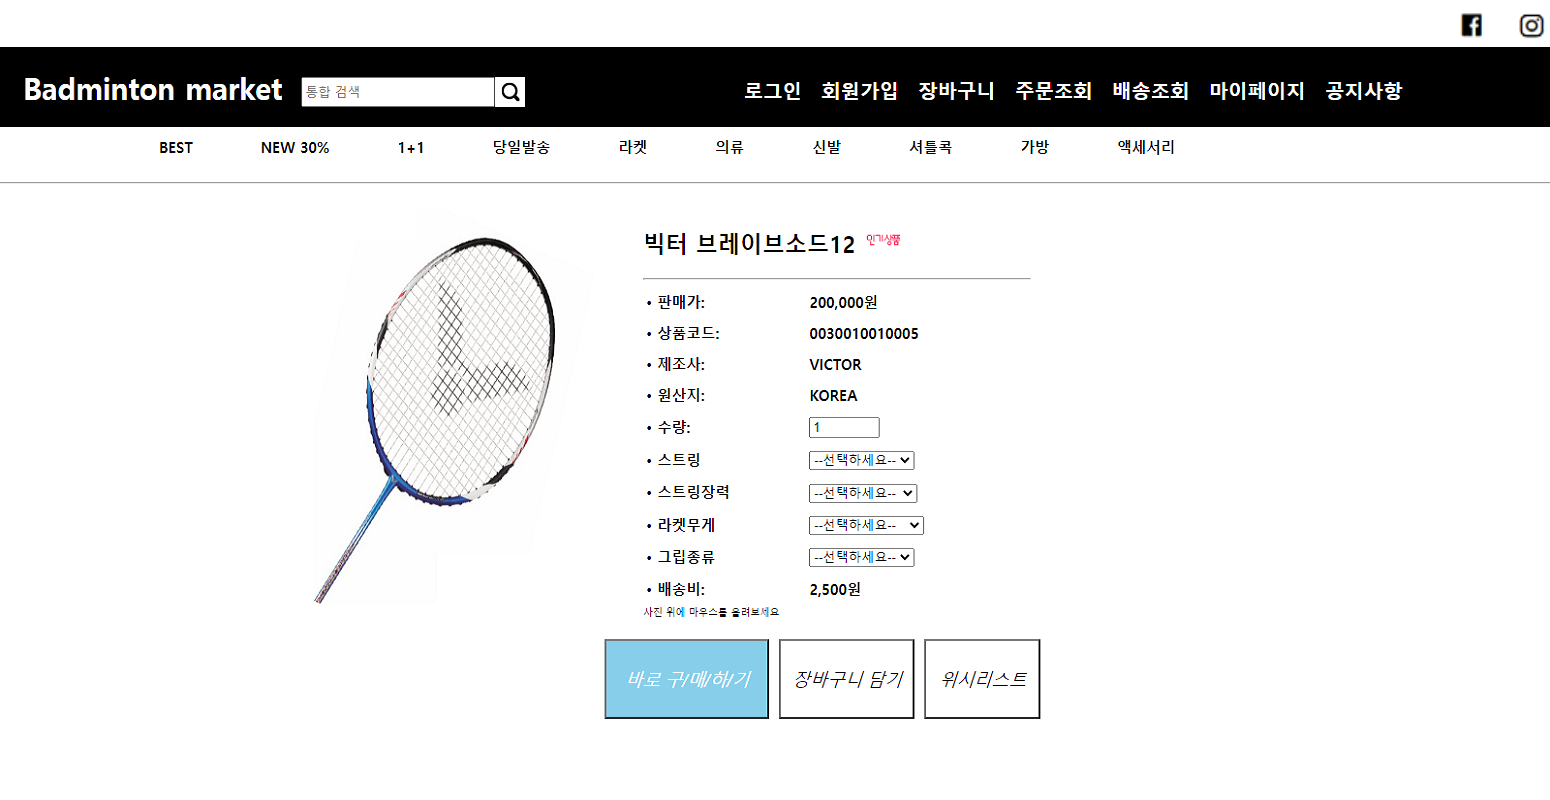 Badminton market 통합 검색 로그인 회원가입 장바구니 주문조회 배송조회 마이페이지 공지사항
BEST NEW 30% 1+1 당일발송 라켓 의류 신발 셔틀콕 가방 액세서리
빅터 브레이브소드12 인기상품
• 판매가: 200,000원
• 상품코드: 0030010010005
• 제조사: VICTOR
• 원산지: KOREA
• 수량: 1
• 스트링 --선택하세요--
• 스트링장력 --선택하세요--
• 라켓무게 --선택하세요--
• 그립종류 --선택하세요--
• 배송비: 2,500원
사진 위에 마우스를 올려보세요
바로 구/매/하/기 장바구니 담기 위시리스트